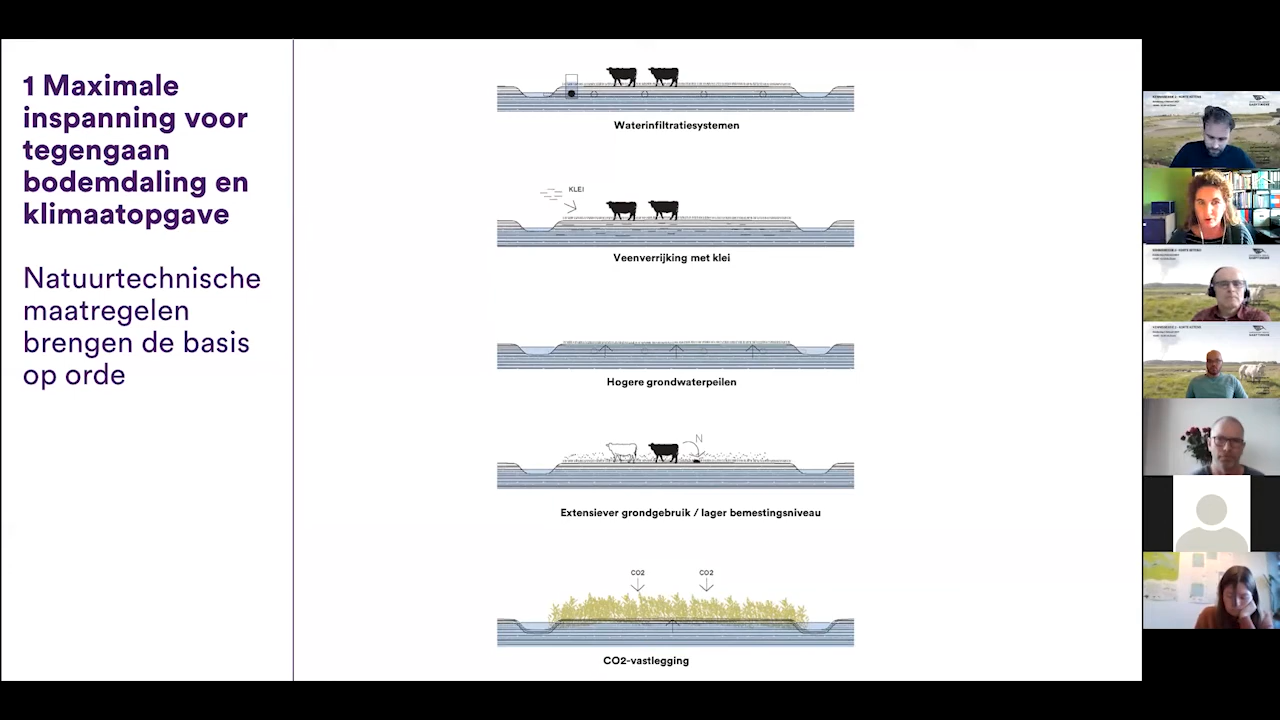 1 Maximale
inspanning voor
tegengaan
bodemdaling en
klimaatopgave
Natuurtechnische
maatregelen
brengen de basis
op orde
Waterinfiltratiesystemen
KLEI
Veenverrijking met klei
Hogere grondwaterpeilen
N
Extensiever grondgebruik / lager bemestingsniveau
CO2
CO2
CO2-vastlegging